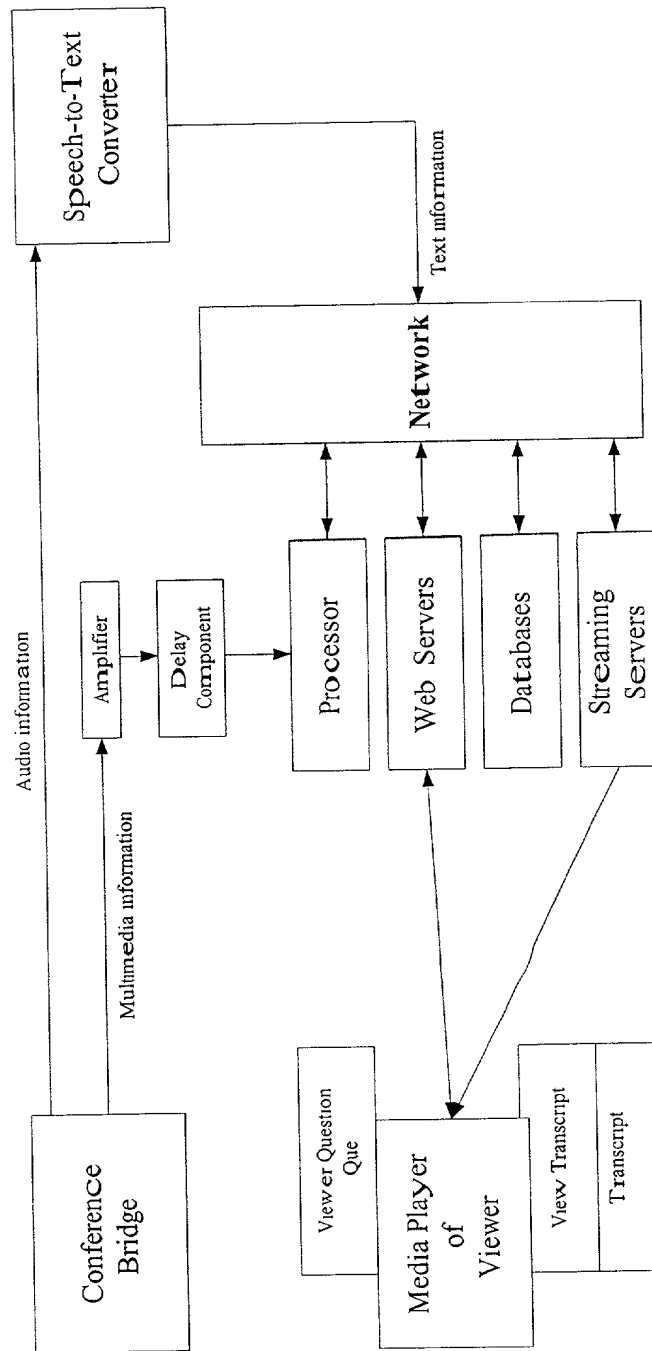 Conference
Bridge
Audio information
Multimedia information
Speech-to-Text
Converter
Amplifier
Delay
Component
Text information
Network
Processor
Web Servers
Databases
Streaming
Servers
Viewer Question
Que
Media Player
of
Viewer
View Transcript
Transcript